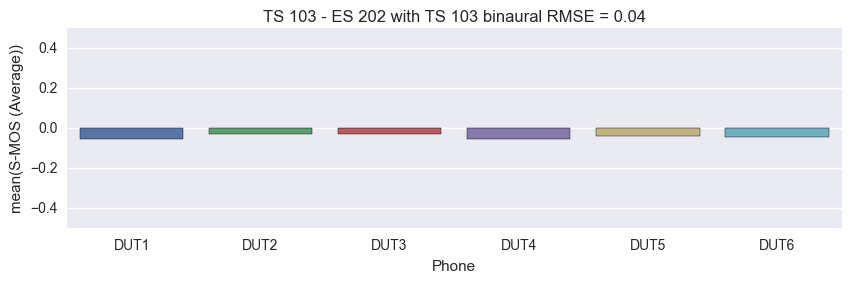 TS 103 - ES 202 with TS 103 binaural RMSE = 0.04
mean(S-MOS (Average))
0.4
0.2
0.0
−0.2
−0.4
DUT1 DUT2 DUT3 DUT4 DUT5 DUT6
Phone